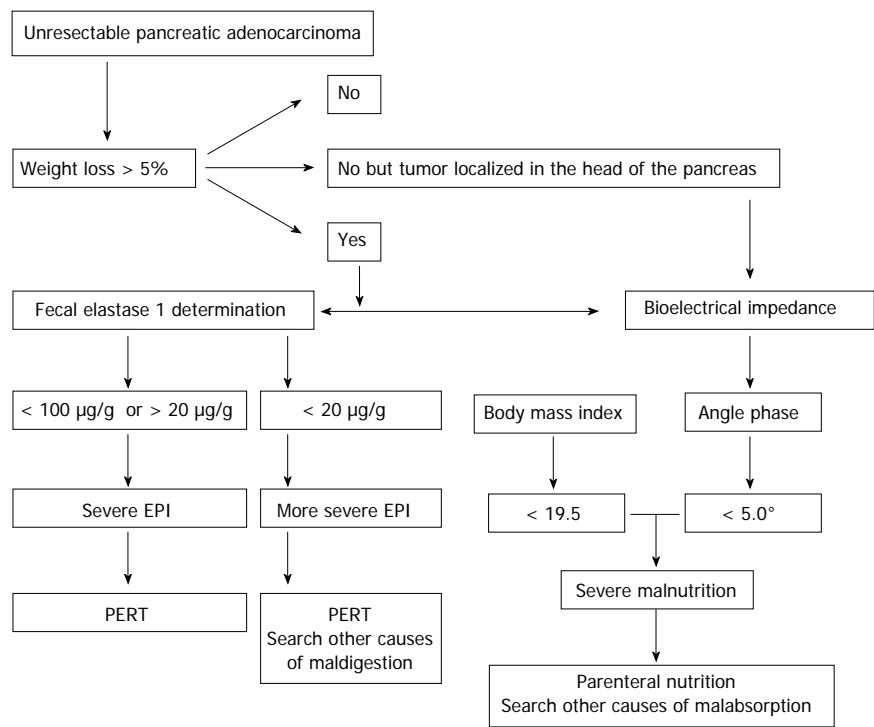 Unresectable pancreatic adenocarcinoma
No
Weight loss > 5%
No but tumor localized in the head of the pancreas
Yes
Fecal elastase 1 determination
Bioelectrical impedance
< 100 µg/g or > 20 µg/g
< 20 µg/g
Body mass index
Angle phase
Severe EPI
More severe EPI
< 19.5
< 5.0°
PERT
PERT
Search other causes
of maldigestion
Severe malnutrition
Parenteral nutrition
Search other causes of malabsorption